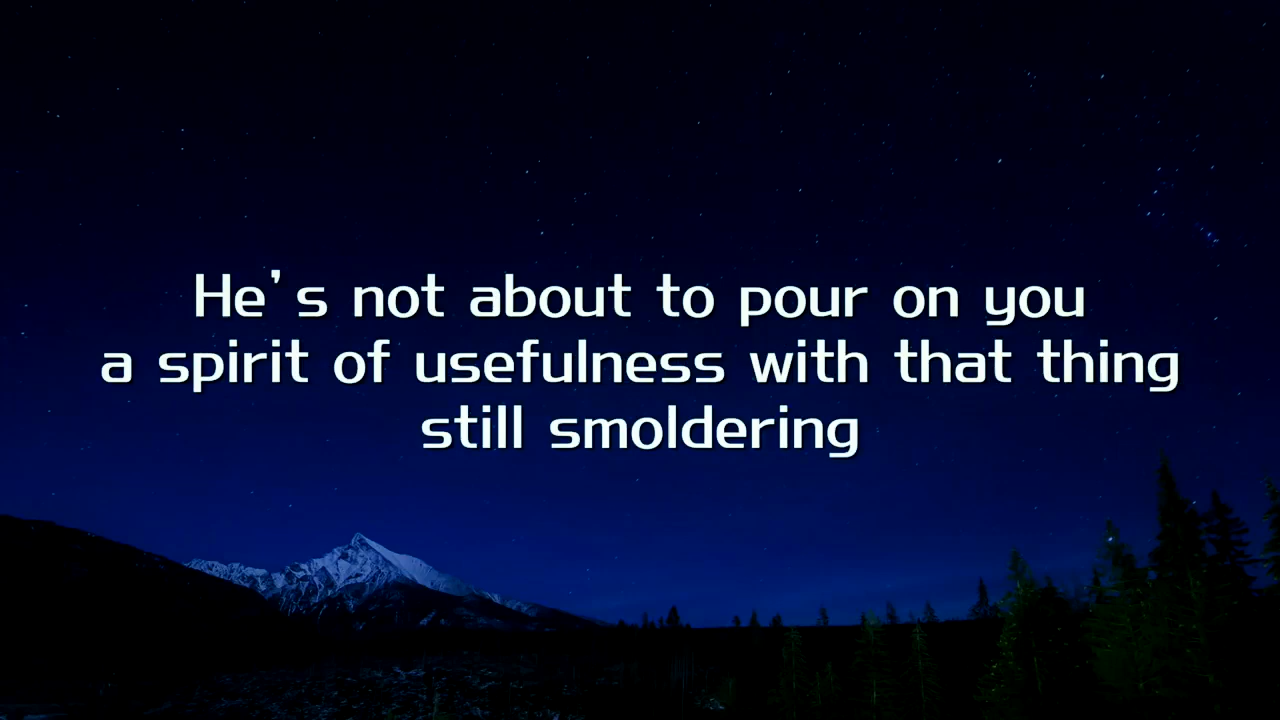 He’s not about to pour on you
a spirit of usefulness with that thing
still smoldering